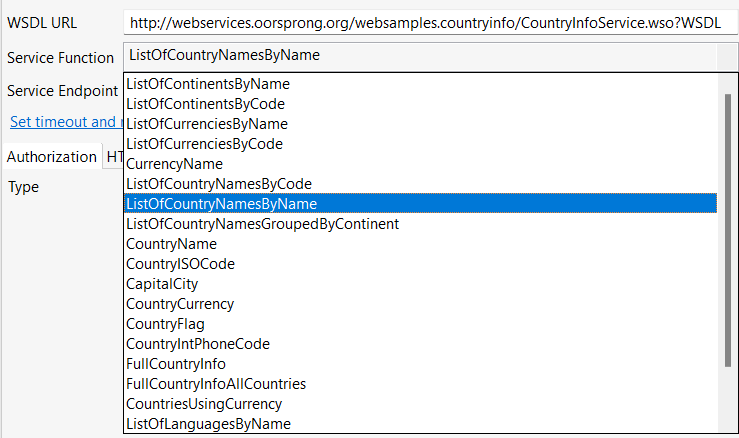 WSDL URL http://webservices.oorsprong.org/websamples.countryinfo/CountryInfoService.wso?WSDL
Service Function ListOfCountryNamesByName
Service Endpoint
Set timeout and
Authorization HT
Type
ListOfContinentsByName
ListOfContinentsByCode
ListOfCurrenciesByName
ListOfCurrenciesByCode
CurrencyName
ListOfCountryNamesByCode
ListOfCountryNamesByName
ListOfCountryNamesGroupedByContinent
CountryName
CountryISOCode
CapitalCity
CountryCurrency
CountryFlag
CountryIntPhoneCode
FullCountryInfo
FullCountryInfoAllCountries
CountriesUsingCurrency
ListOfLanguagesByName